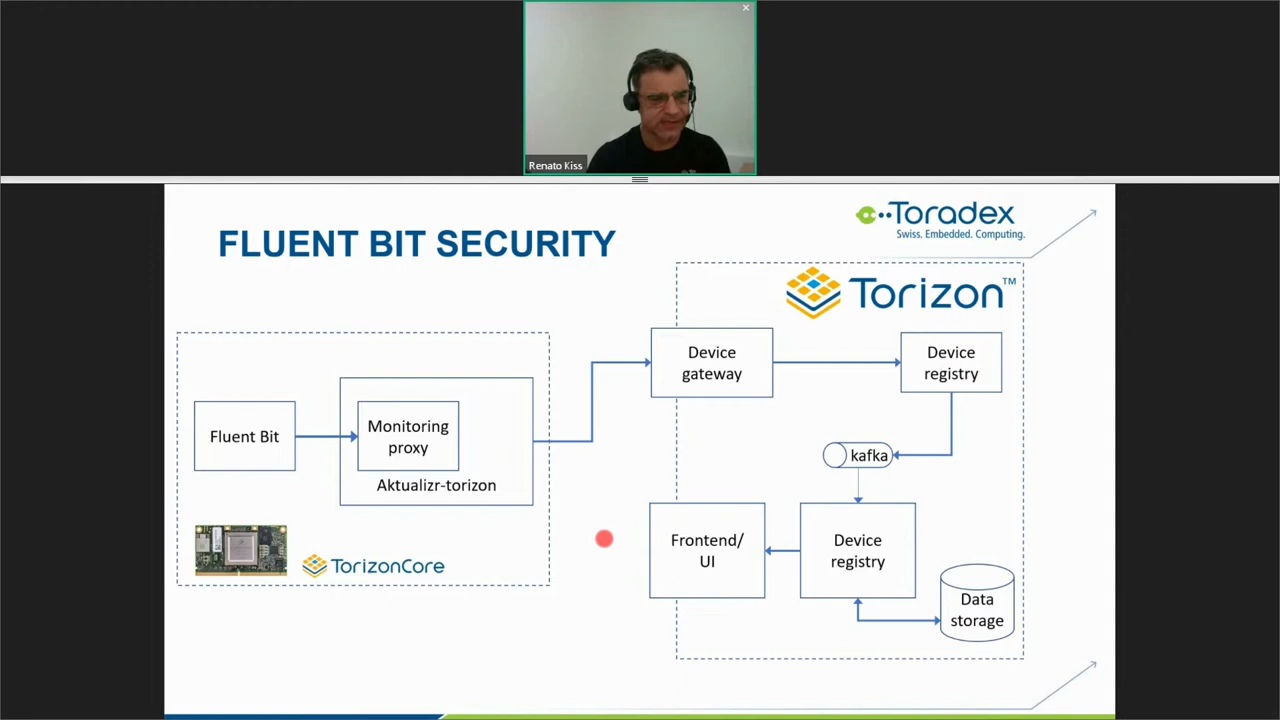 Renato Kiss
Toradex
Swiss. Embedded. Computing.
FLUENT BIT SECURITY
Torizon™
Device
gateway
Device
registry
Fluent Bit
Monitoring
proxy
Aktualizr-torizon
kafka
Frontend/
UI
Device
registry
Data
storage
TorizonCore